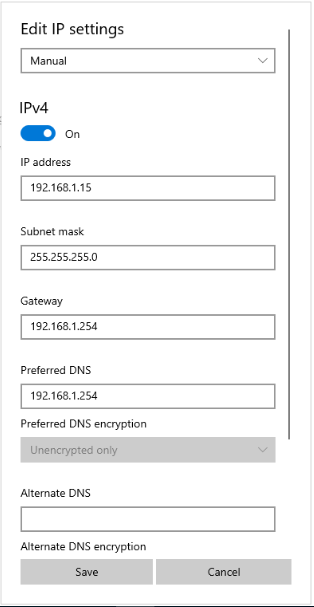 Edit IP settings
Manual
IPv4
On
IP address
192.168.1.15
Subnet mask
255.255.255.0
Gateway
192.168.1.254
Preferred DNS
192.168.1.254
Preferred DNS encryption
Unencrypted only
Alternate DNS
Alternate DNS encryption
Save Cancel